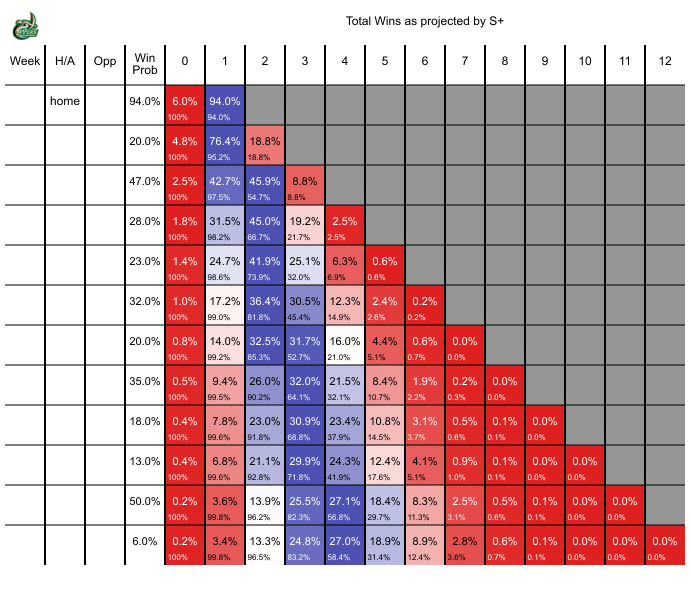 Total Wins as projected by S+
Week H/A Opp Win Prob 0 1 2 3 4 5 6 7 8 9 10 11 12
home 94.0% 6.0% 94.0%
100% 94.0%
20.0% 4.8% 76.4% 18.8%
100% 95.2% 18.8%
47.0% 2.5% 42.7% 45.9% 8.8%
100% 97.5% 54.7% 8.8%
28.0% 1.8% 31.5% 45.0% 19.2% 2.5%
100% 98.2% 66.7% 21.7% 2.5%
23.0% 1.4% 24.7% 41.9% 25.1% 6.3% 0.6%
100% 98.6% 73.9% 32.0% 6.9% 0.6%
32.0% 1.0% 17.2% 36.4% 30.5% 12.3% 2.4% 0.2%
100% 99.0% 81.8% 45.4% 14.9% 2.6% 0.2%
20.0% 0.8% 14.0% 32.5% 31.7% 16.0% 4.4% 0.6% 0.0%
100% 99.2% 85.3% 52.7% 21.0% 5.1% 0.7% 0.0%
35.0% 0.5% 9.4% 26.0% 32.0% 21.5% 8.4% 1.9% 0.2% 0.0%
100% 99.5% 90.2% 64.1% 32.1% 10.7% 2.2% 0.3% 0.0%
18.0% 0.4% 7.8% 23.0% 30.9% 23.4% 10.8% 3.1% 0.5% 0.1% 0.0%
100% 99.6% 91.8% 68.8% 37.9% 14.5% 3.7% 0.6% 0.1% 0.0%
13.0% 0.4% 6.8% 21.1% 29.9% 24.3% 12.4% 4.1% 0.9% 0.1% 0.0% 0.0%
100% 99.6% 92.8% 71.8% 41.9% 17.6% 5.1% 1.0% 0.1% 0.0% 0.0%
50.0% 0.2% 3.6% 13.9% 25.5% 27.1% 18.4% 8.3% 2.5% 0.5% 0.1% 0.0% 0.0%
100% 99.8% 96.2% 82.3% 56.8% 29.7% 11.3% 3.1% 0.6% 0.1% 0.0% 0.0%
6.0% 0.2% 3.4% 13.3% 24.8% 27.0% 18.9% 8.9% 2.8% 0.6% 0.1% 0.0% 0.0% 0.0%
100% 99.8% 96.5% 83.2% 58.4% 31.4% 12.4% 3.6% 0.7% 0.1% 0.0% 0.0% 0.0%